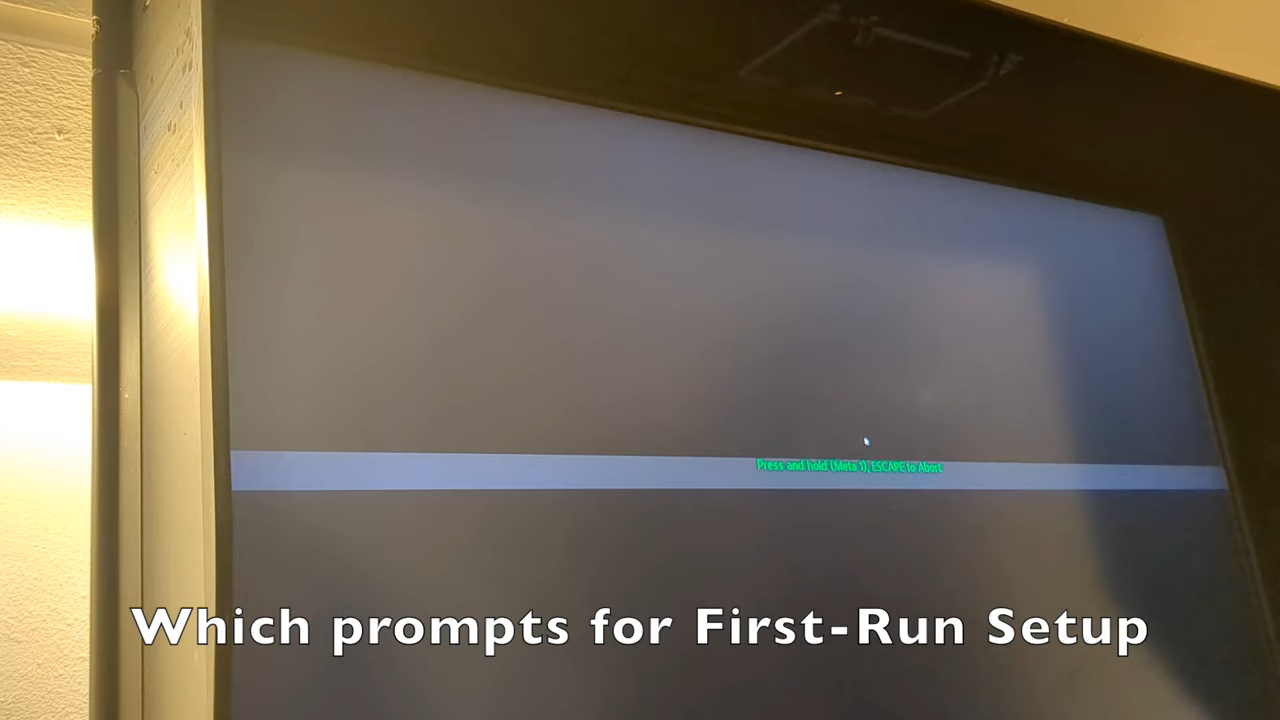 Press and hold (Meta 1), ESCAPE to Abort
Which prompts for First-Run Setup